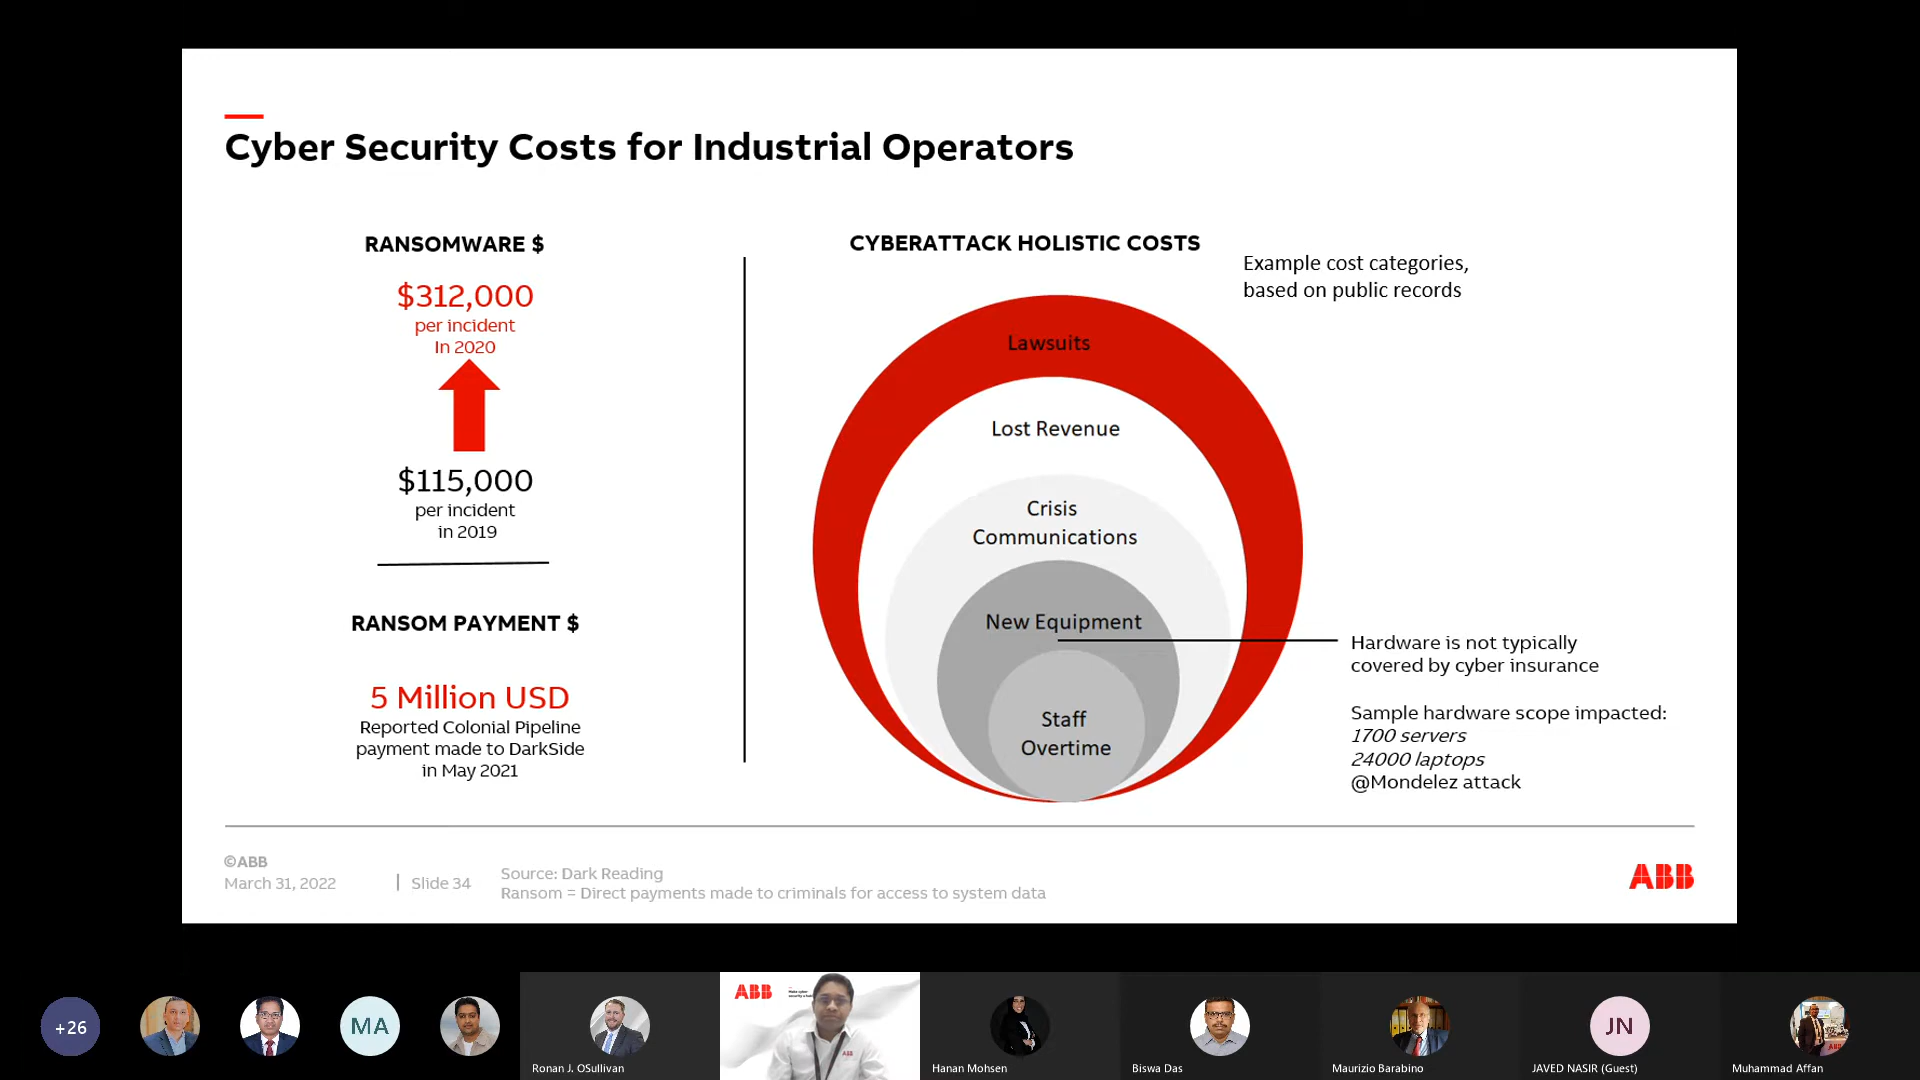 Cyber Security Costs for Industrial Operators
RANSOMWARE $
$312,000
per incident
In 2020
$115,000
per incident
in 2019
RANSOM PAYMENT $
5 Million USD
Reported Colonial Pipeline
payment made to DarkSide
in May 2021
CYBERATTACK HOLISTIC COSTS
Example cost categories,
based on public records
Lawsuits
Lost Revenue
Crisis
Communications
New Equipment
Staff
Overtime
Hardware is not typically
covered by cyber insurance
Sample hardware scope impacted:
1700 servers
24000 laptops
@Mondelez attack
©ABB
March 31, 2022
Slide 34
Source: Dark Reading
Ransom = Direct payments made to criminals for access to system data
ABB
+26
MA
Ronan J. OSullivan
ABB
ABB
Hanan Mohsen
Biswa Das
Maurizio Barabino
JN
JAVED NASIR (Guest)
Muhammad Affan